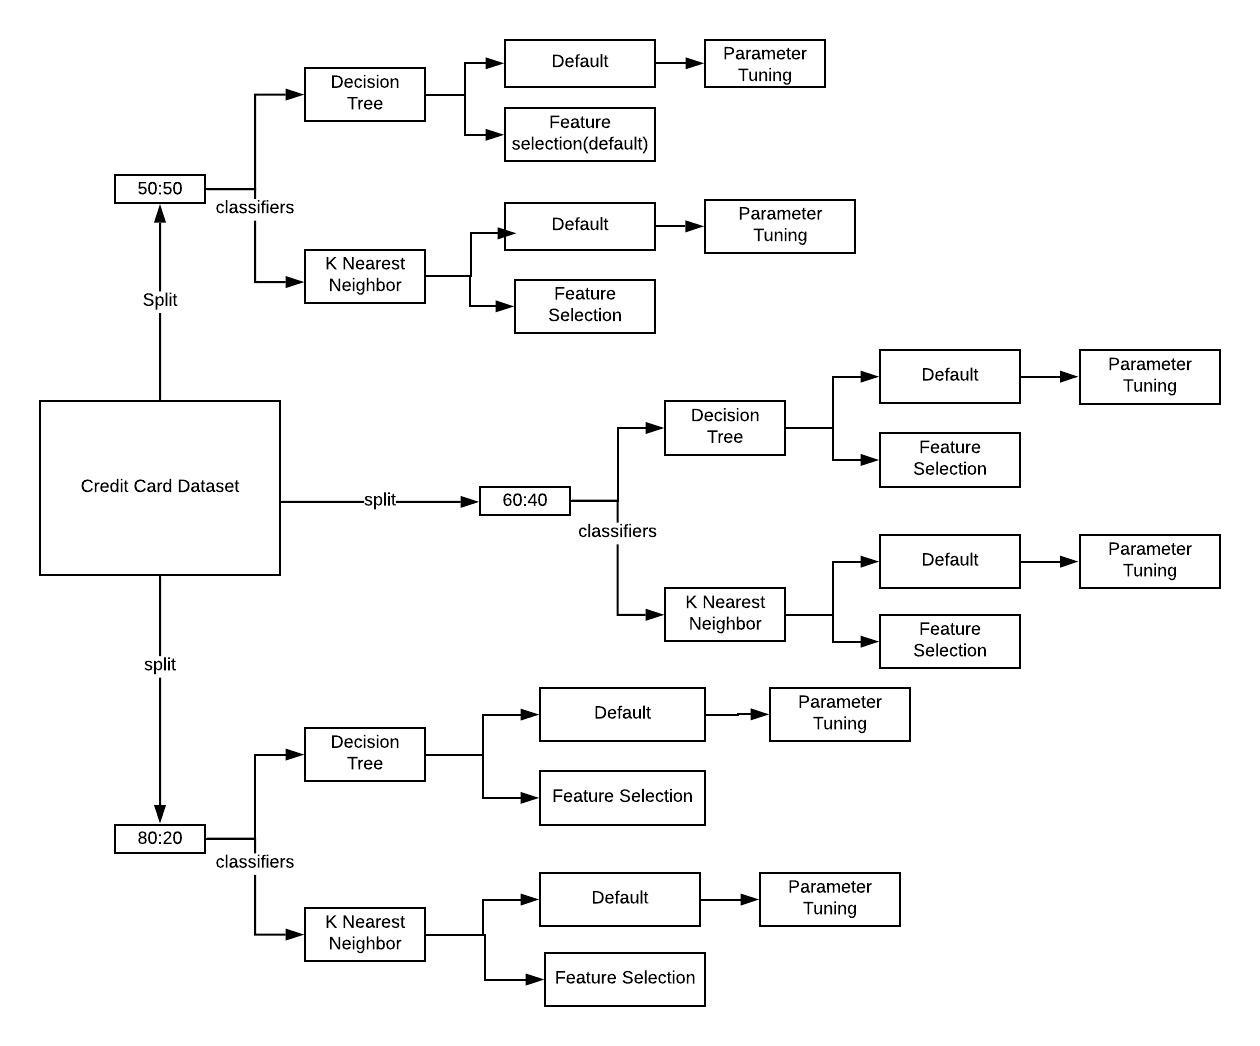 Default
Parameter
Tuning
Decision
Tree
Feature
selection(default)
50:50
classifiers
Default
Parameter
Tuning
K Nearest
Neighbor
Feature
Selection
Split
Default
Parameter
Tuning
Decision
Tree
Feature
Selection
Credit Card Dataset
split
60:40
classifiers
Default
Parameter
Tuning
K Nearest
Neighbor
Feature
Selection
split
Default
Parameter
Tuning
Decision
Tree
Feature Selection
80:20
classifiers
Default
Parameter
Tuning
K Nearest
Neighbor
Feature Selection